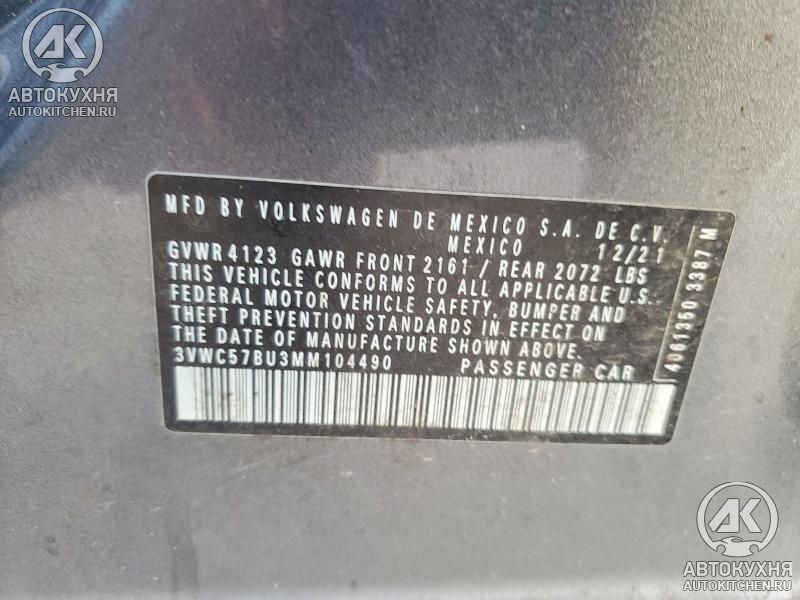 AK
АВТОКУХНЯ
AUTOKITCHEN.RU
MFD BY VOLKSWAGEN DE MEXICO S.A. DE C.V.
MEXICO 12/21
GVWR 4123 GAWR FRONT 2161 / REAR 2072 LBS
THIS VEHICLE CONFORMS TO ALL APPLICABLE U.S.
FEDERAL MOTOR VEHICLE SAFETY, BUMPER AND
THEFT PREVENTION STANDARDS IN EFFECT ON
THE DATE OF MANUFACTURE SHOWN ABOVE.
3VWC57BU3MM104490 PASSENGER CAR
4061350 3387 M
AK
АВТОКУХНЯ
AUTOKITCHEN.RU